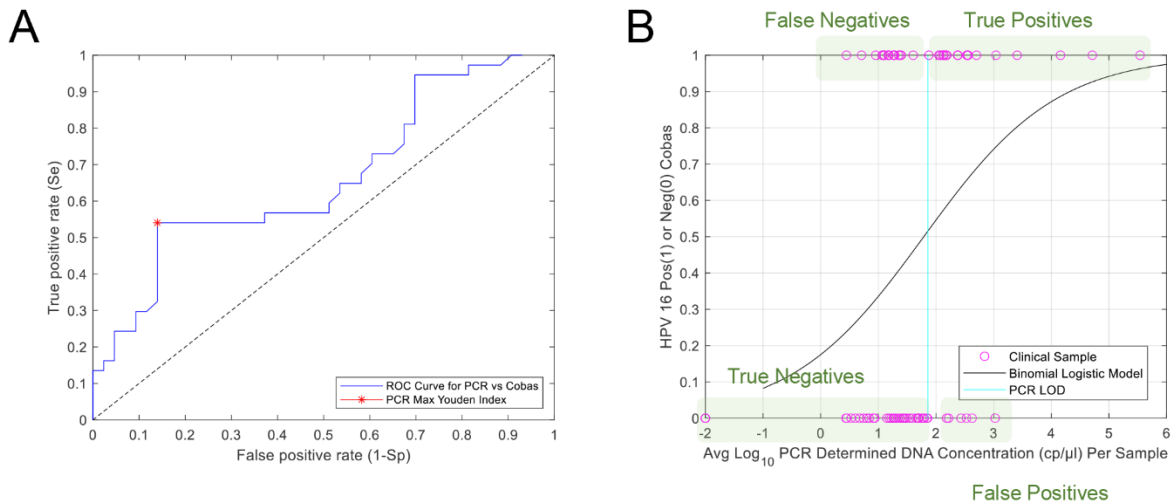 A
1
0.9
0.8
0.7
0.6
0.5
0.4
0.3
0.2
0.1
0
True positive rate (Se)
ROC Curve for PCR vs Cobas
PCR Max Youden Index
0 0.1 0.2 0.3 0.4 0.5 0.6 0.7 0.8 0.9 1
False positive rate (1-Sp)
B
False Negatives True Positives
1
0.9
0.8
0.7
0.6
0.5
0.4
0.3
0.2
0.1
0
HPV 16 Pos(1) or Neg(0) Cobas
Clinical Sample
Binomial Logistic Model
PCR LOD
True Negatives
-2 -1 0 1 2 3 4 5 6
Avg Log10 PCR Determined DNA Concentration (cp/µl) Per Sample
False Positives